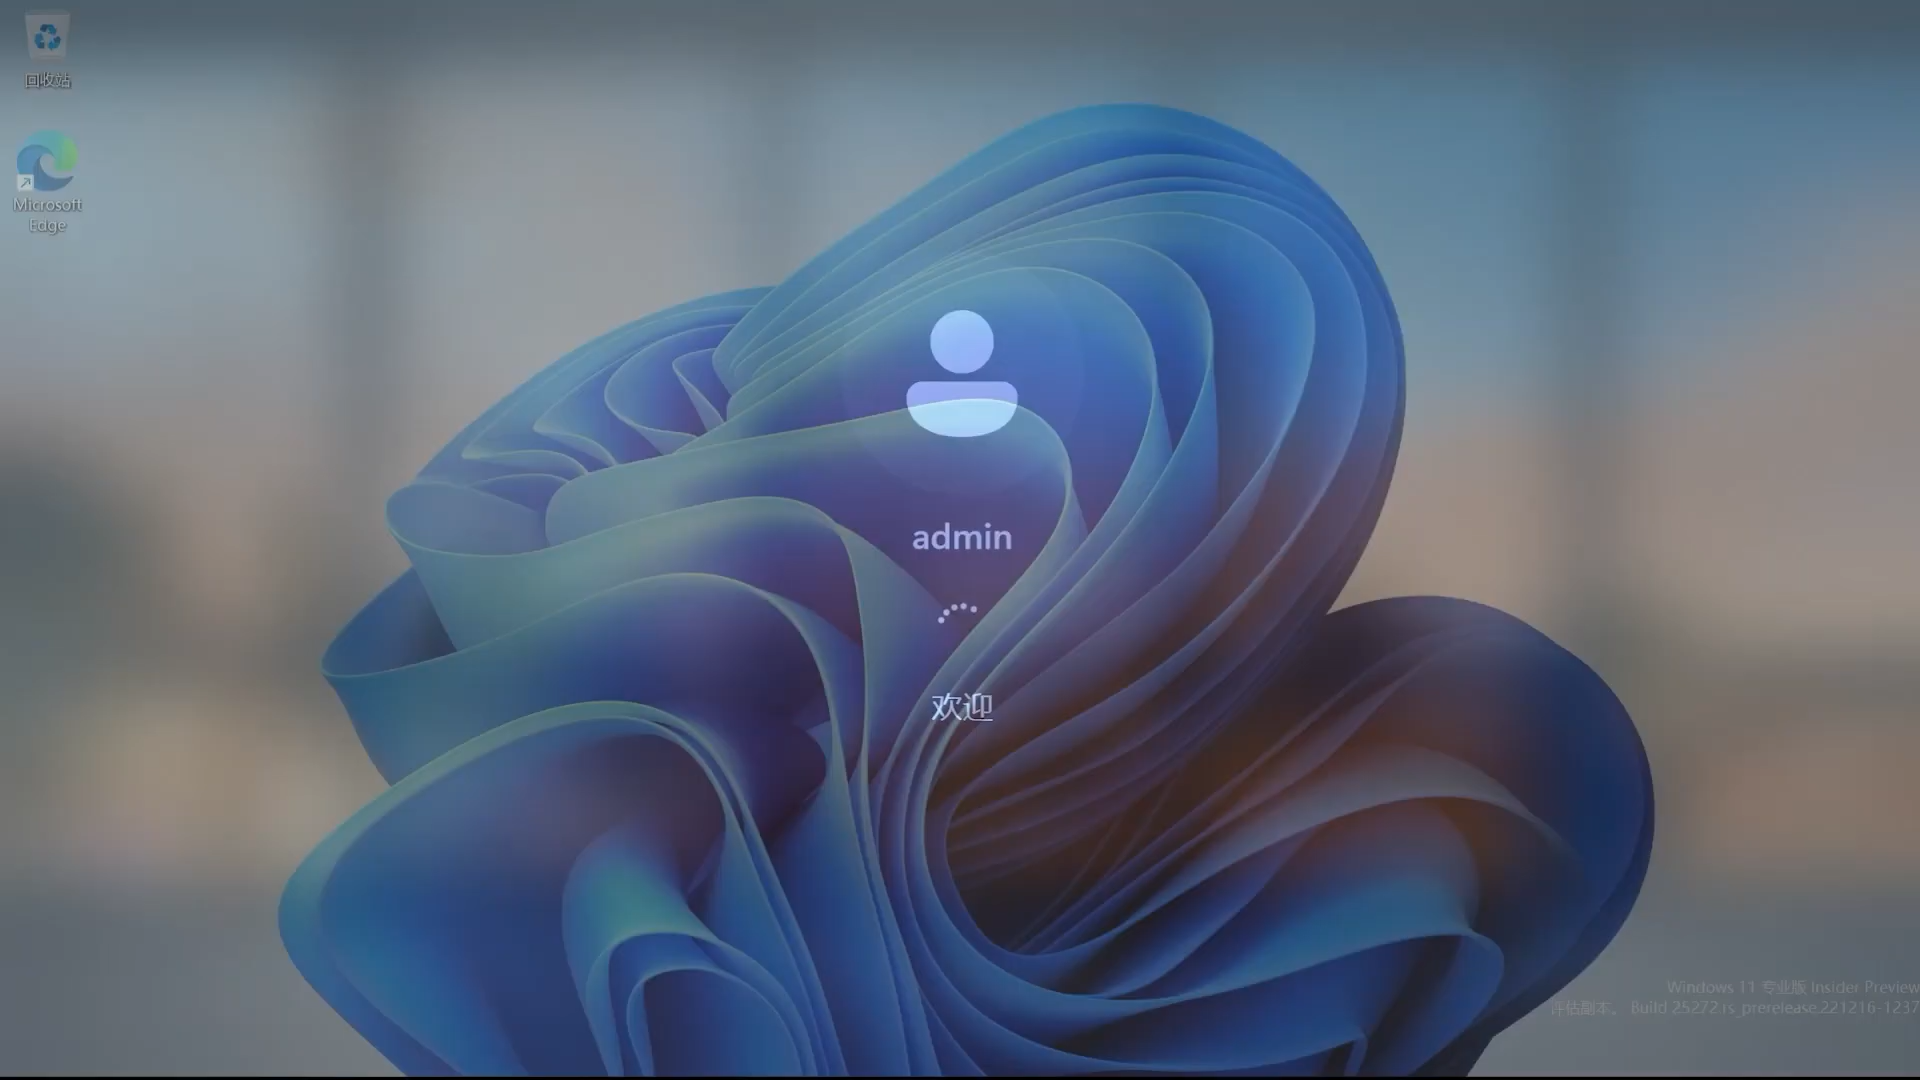 回收站
Microsoft
Edge
admin
欢迎
Windows 11 专业版 Insider Preview
评估副本。 Build 25272.rs_prerelease.221216-1237